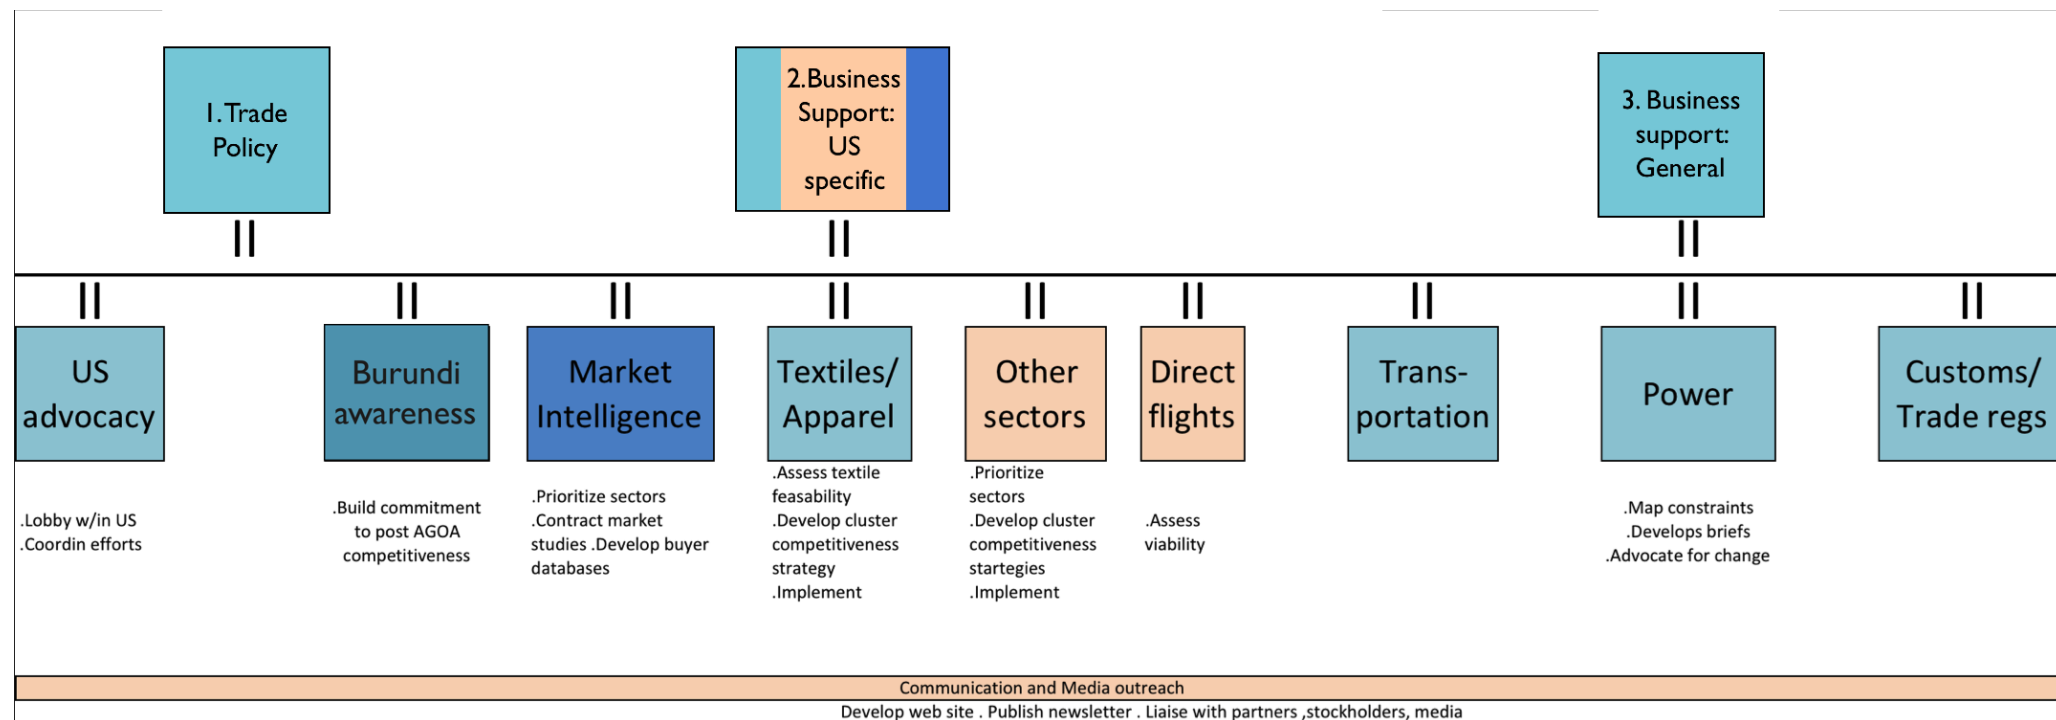 1. Trade
Policy
2.Business
Support:
US
specific
3. Business
support:
General
US
advocacy
Burundi
awareness
Market
Intelligence
Textiles/
Apparel
Other
sectors
Direct
flights
Trans-
portation
Power
Customs/
Trade regs
.Lobby w/in US
.Coordin efforts
.Build commitment
to post AGOA
competitiveness
.Prioritize sectors
.Contract market
studies .Develop buyer
databases
.Assess textile
feasability
.Develop cluster
competitiveness
strategy
.Implement
.Prioritize
sectors
.Develop cluster
competitiveness
startegies
.Implement
.Assess
viability
.Map constraints
.Develops briefs
.Advocate for change
Communication and Media outreach
Develop web site . Publish newsletter . Liaise with partners ,stockholders, media